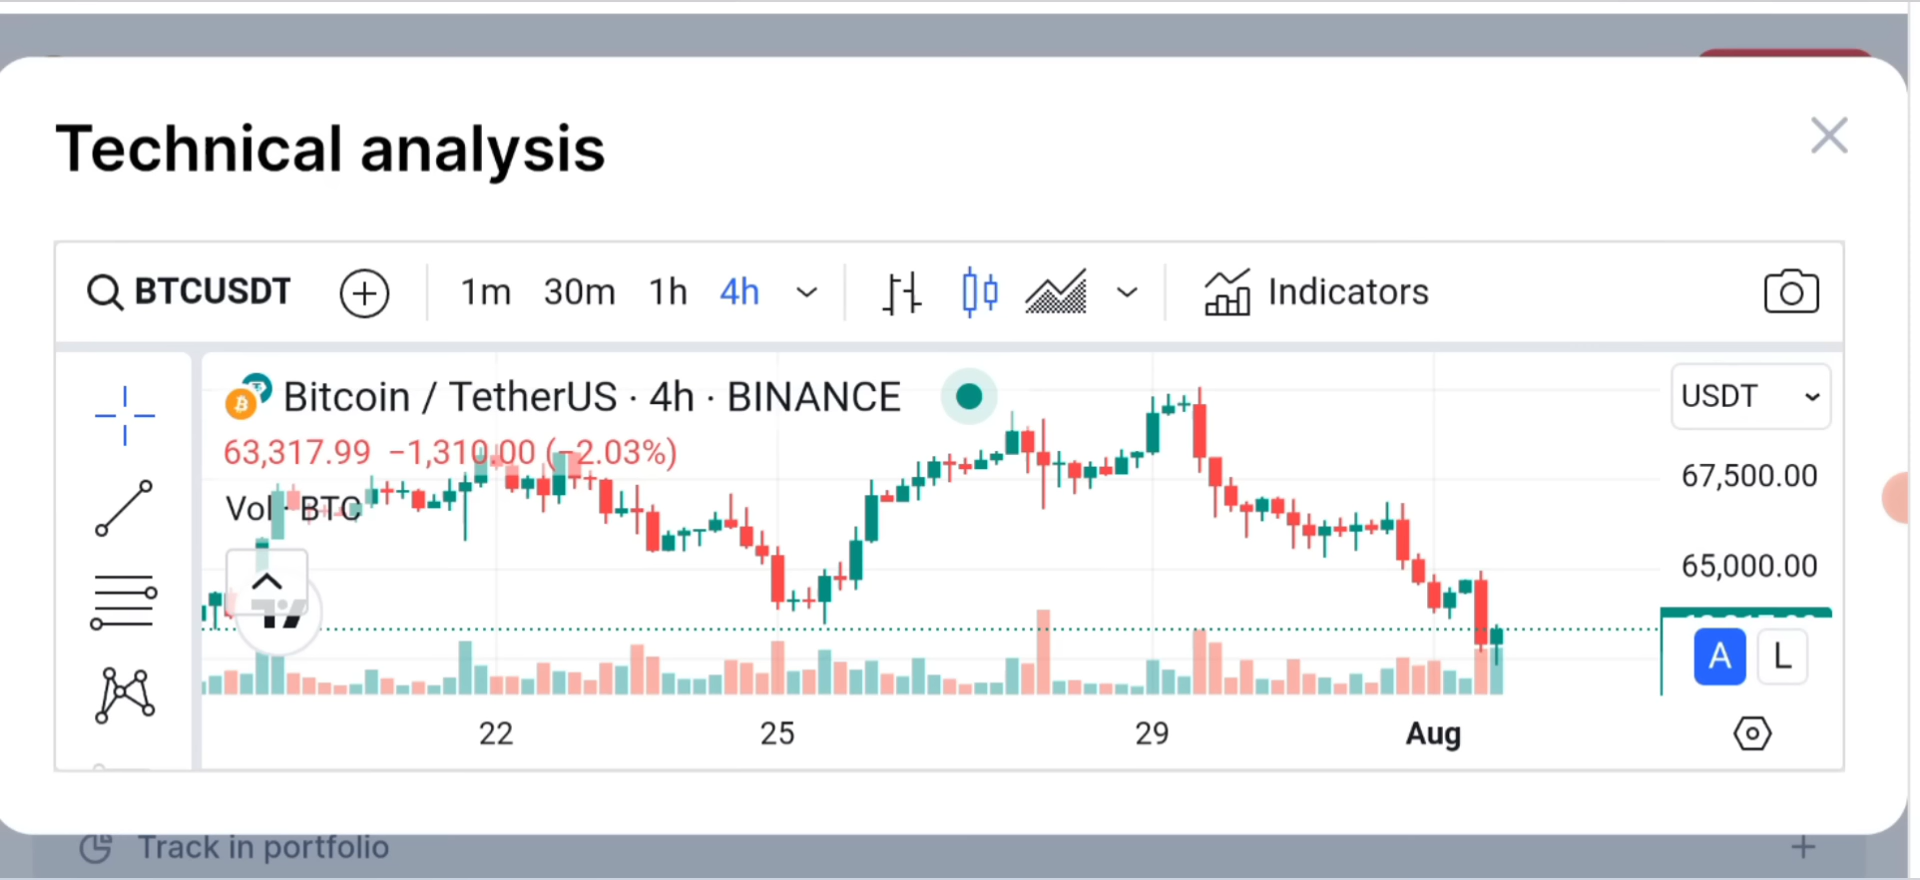 Technical analysis
BTCUSDT 1m 30m 1h 4h Indicators
Bitcoin / TetherUS · 4h · BINANCE
USDT
63,317.99 −1,310.00 (−2.03%)
67,500.00
Vol · BTC
65,000.00
A L
22 25 29 Aug
Track in portfolio